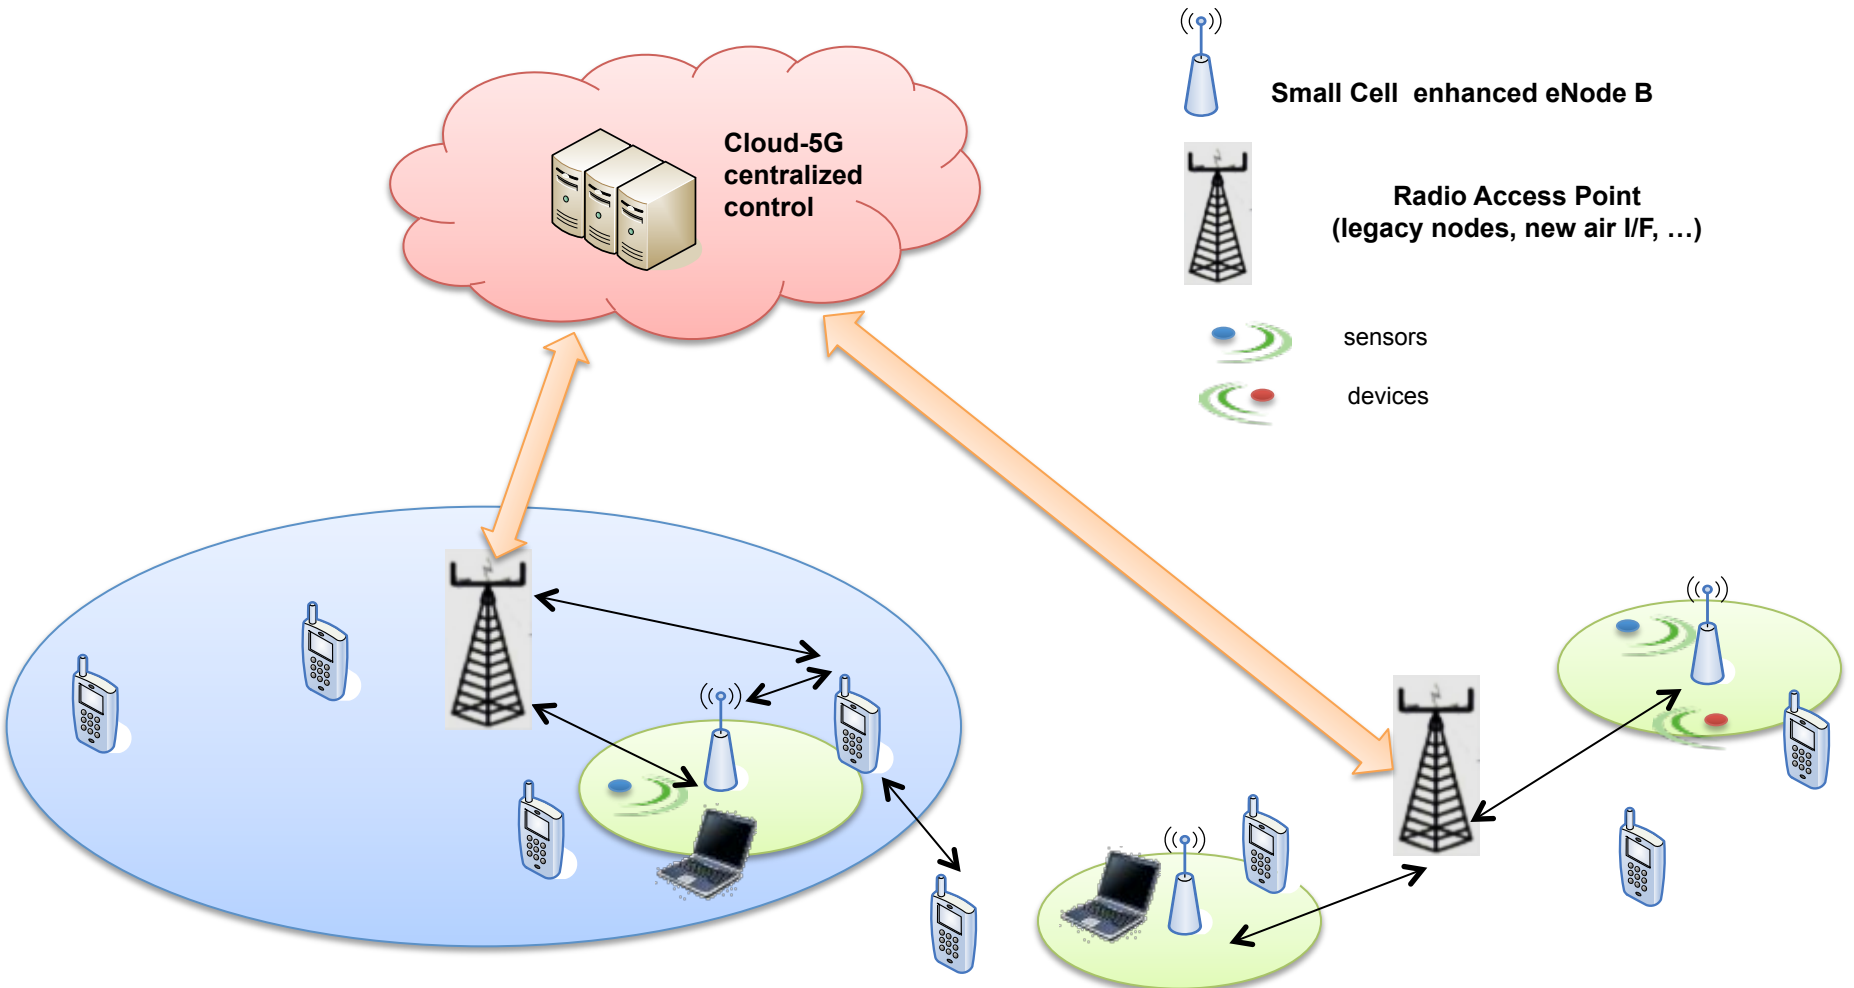 Cloud-5G
centralized
control
Small Cell  enhanced eNode B
Radio Access Point
(legacy nodes, new air I/F, …)
sensors
devices